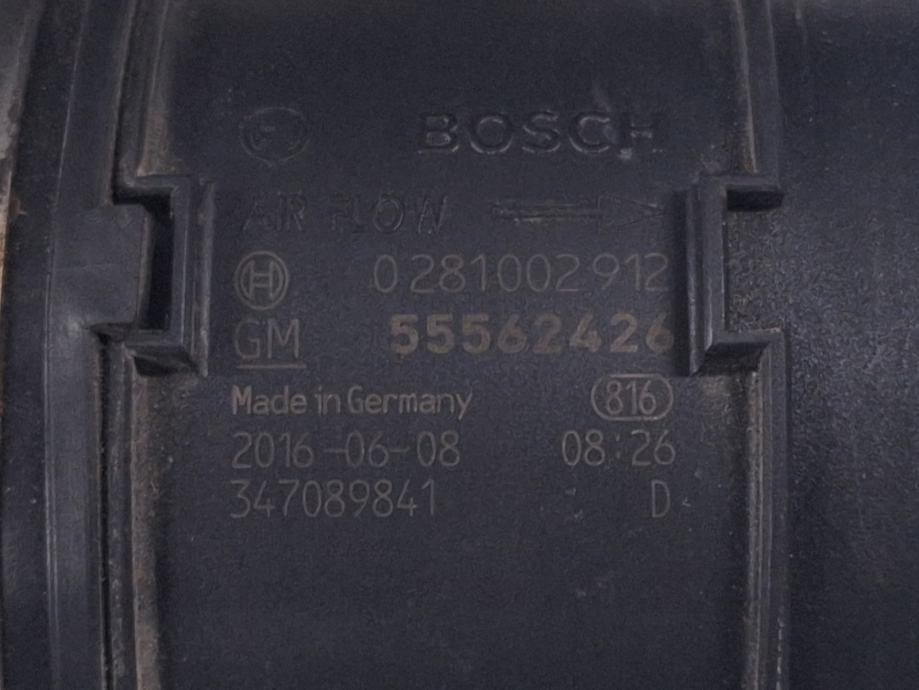 BOSCH
AIR FLOW
0 281 002 912
GM 55562426
Made in Germany 816
2016-06-08 08:26
347089841 D